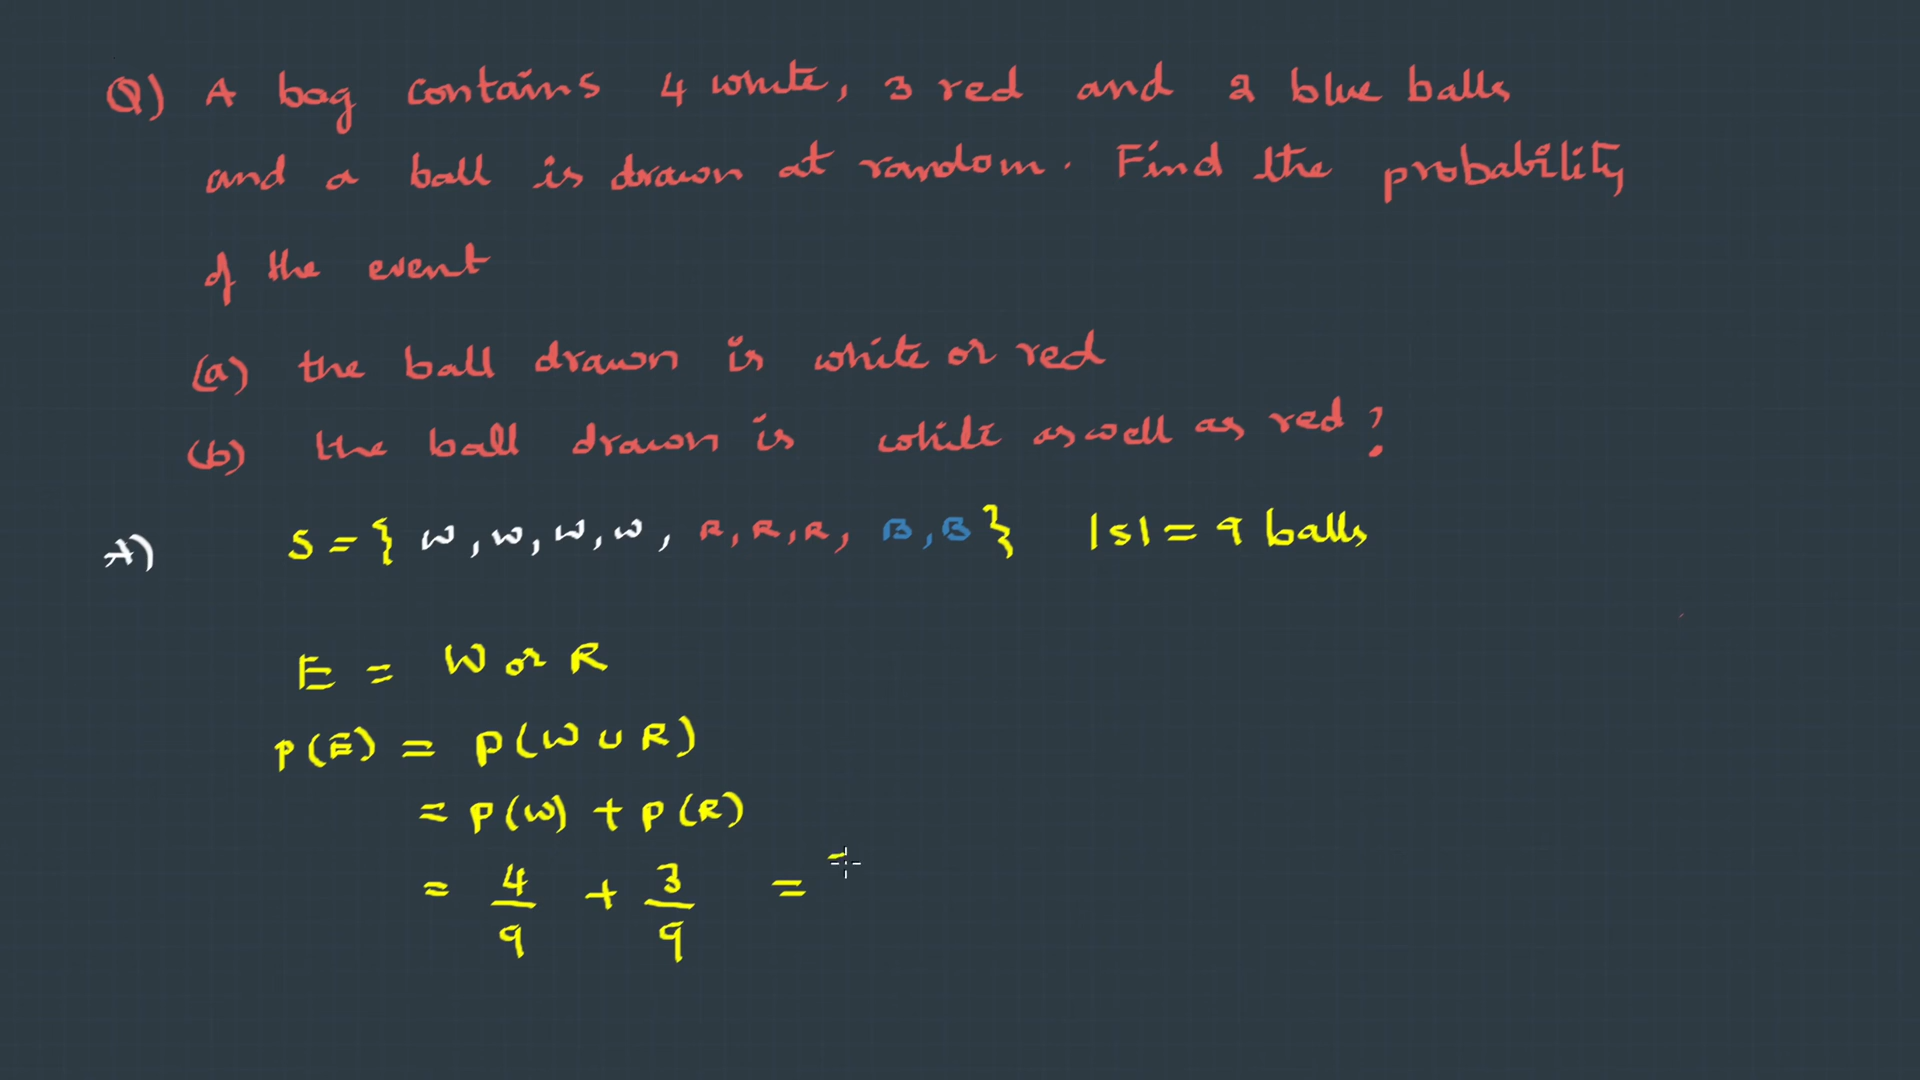 Q) A bag contains 4 white, 3 red and 2 blue balls
and a ball is drawn at random. Find the probability
of the event
(a) the ball drawn is white or red
(b) the ball drawn is white as well as red?
A) S = { W, W, W, W, R, R, R, B, B } |S| = 9 balls
E = W or R
P(E) = P(W ∪ R)
= P(W) + P(R)
= 4/9 + 3/9 =